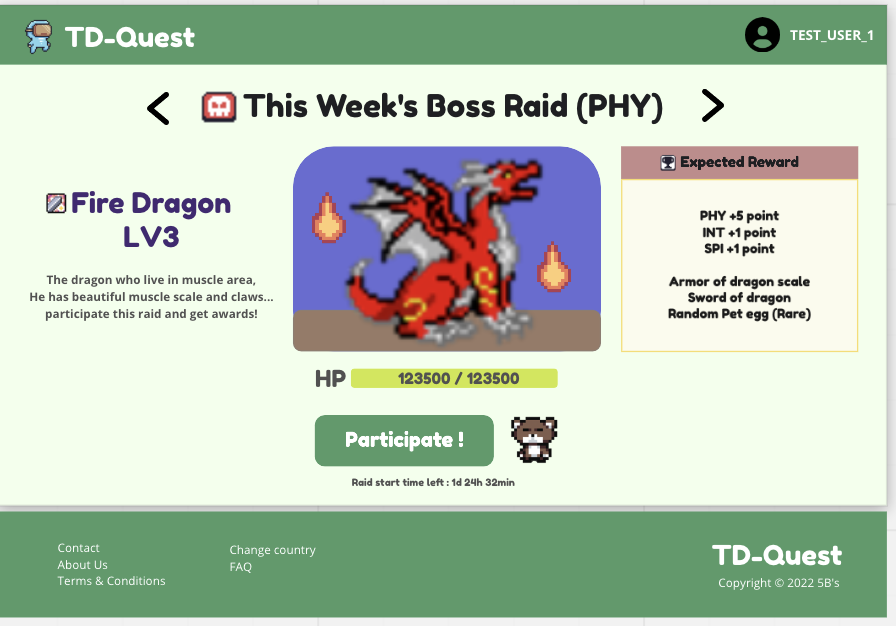 TD-Quest
TEST_USER_1
This Week's Boss Raid (PHY)
Fire Dragon
LV3
The dragon who live in muscle area,
He has beautiful muscle scale and claws...
participate this raid and get awards!
Expected Reward
PHY +5 point
INT +1 point
SPI +1 point
Armor of dragon scale
Sword of dragon
Random Pet egg (Rare)
HP 123500 / 123500
Participate !
Raid start time left : 1d 24h 32min
Contact
About Us
Terms & Conditions
Change country
FAQ
TD-Quest
Copyright © 2022 5B's